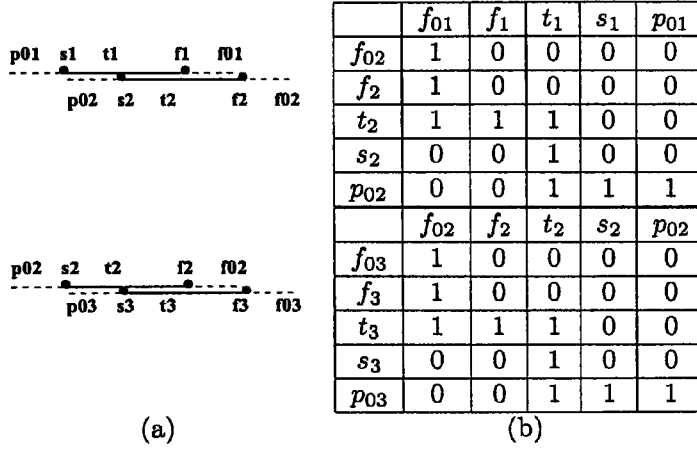 p01 s1 t1 f1 f01
p02 s2 t2 f2 f02
p02 s2 t2 f2 f02
p03 s3 t3 f3 f03
(a)
f01 f1 t1 s1 p01
f02 1 0 0 0 0
f2 1 0 0 0 0
t2 1 1 1 0 0
s2 0 0 1 0 0
p02 0 0 1 1 1
f02 f2 t2 s2 p02
f03 1 0 0 0 0
f3 1 0 0 0 0
t3 1 1 1 0 0
s3 0 0 1 0 0
p03 0 0 1 1 1
(b)